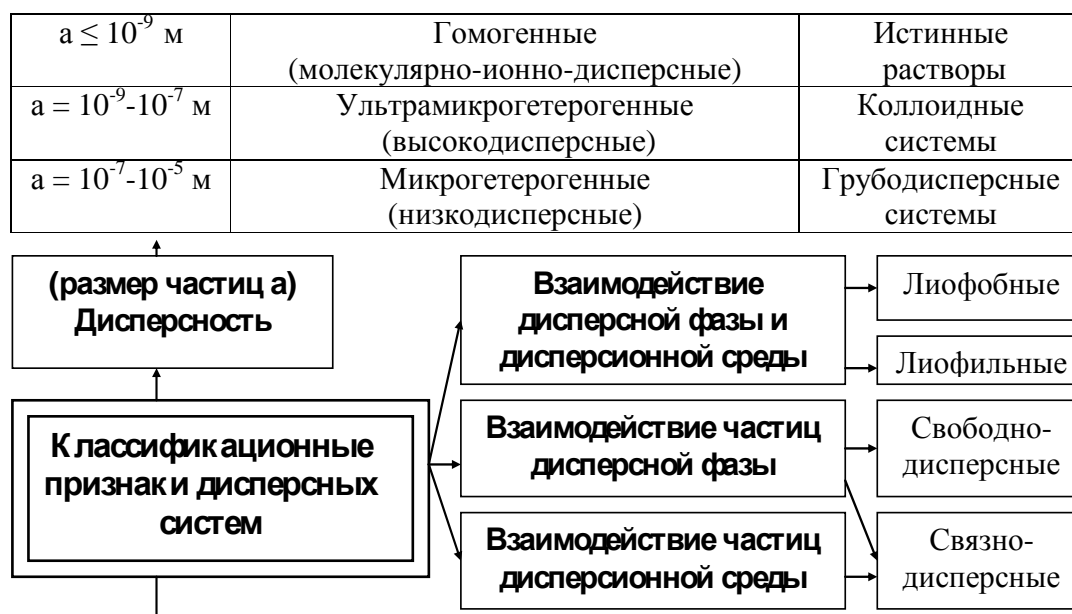 a ≤ 10⁻⁹ м
Гомогенные
(молекулярно-ионно-дисперсные)
Истинные
растворы
a = 10⁻⁹-10⁻⁷ м
Ультрамикрогетерогенные
(высокодисперсные)
Коллоидные
системы
a = 10⁻⁷-10⁻⁵ м
Микрогетерогенные
(низкодисперсные)
Грубодисперсные
системы
(размер частиц а)
Дисперсность
Взаимодействие
дисперсной фазы и
дисперсионной среды
Лиофобные
Лиофильные
Классификационные
признаки дисперсных
систем
Взаимодействие частиц
дисперсной фазы
Свободно-
дисперсные
Взаимодействие частиц
дисперсионной среды
Связно-
дисперсные